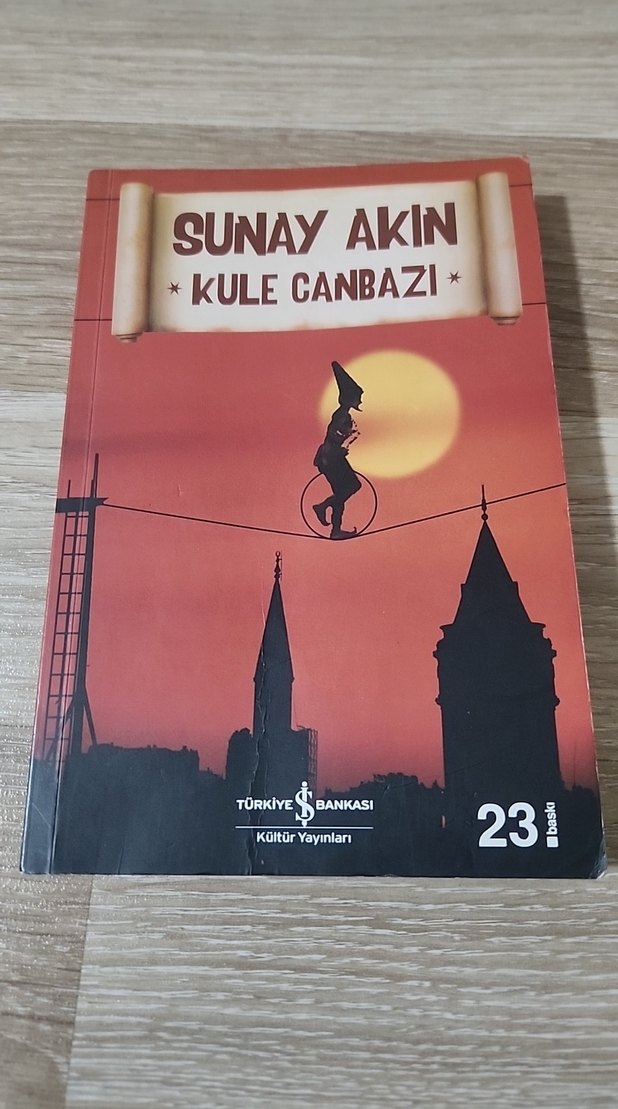 SUNAY AKIN
* KULE CANBAZI *
TÜRKİYE İŞ BANKASI
Kültür Yayınları
23
baskı